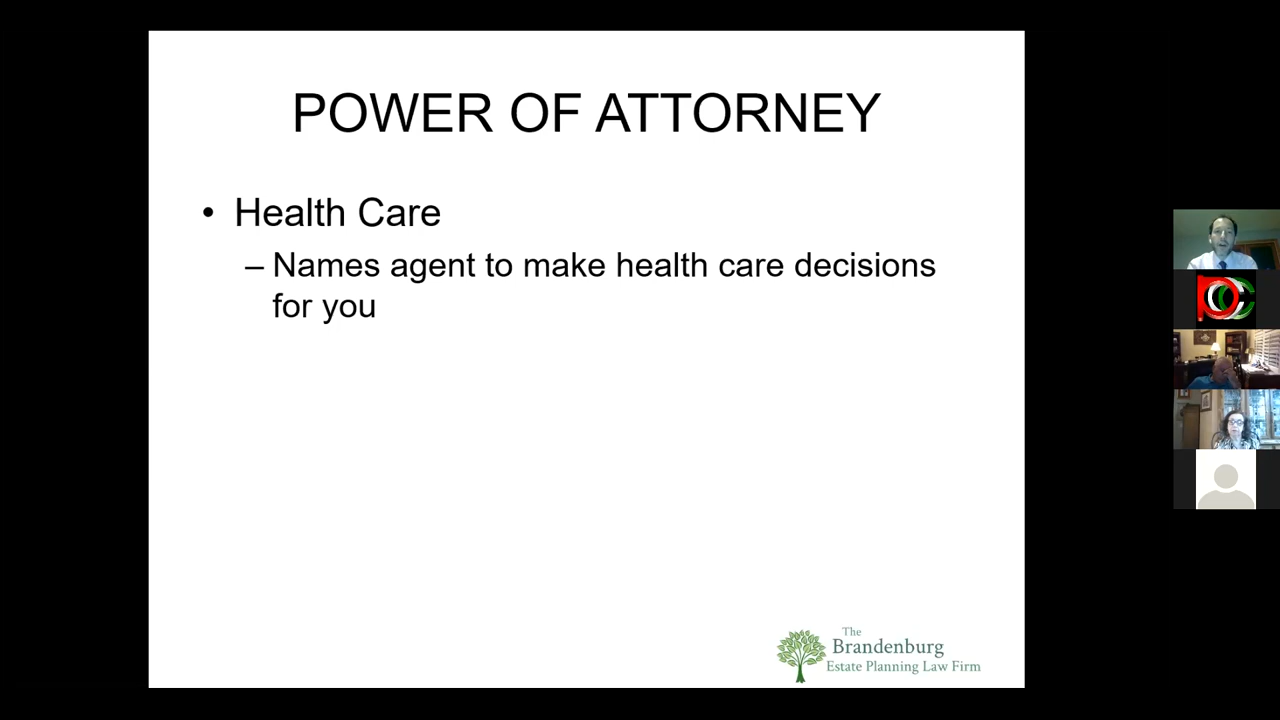 POWER OF ATTORNEY
• Health Care
– Names agent to make health care decisions
for you
The
Brandenburg
Estate Planning Law Firm